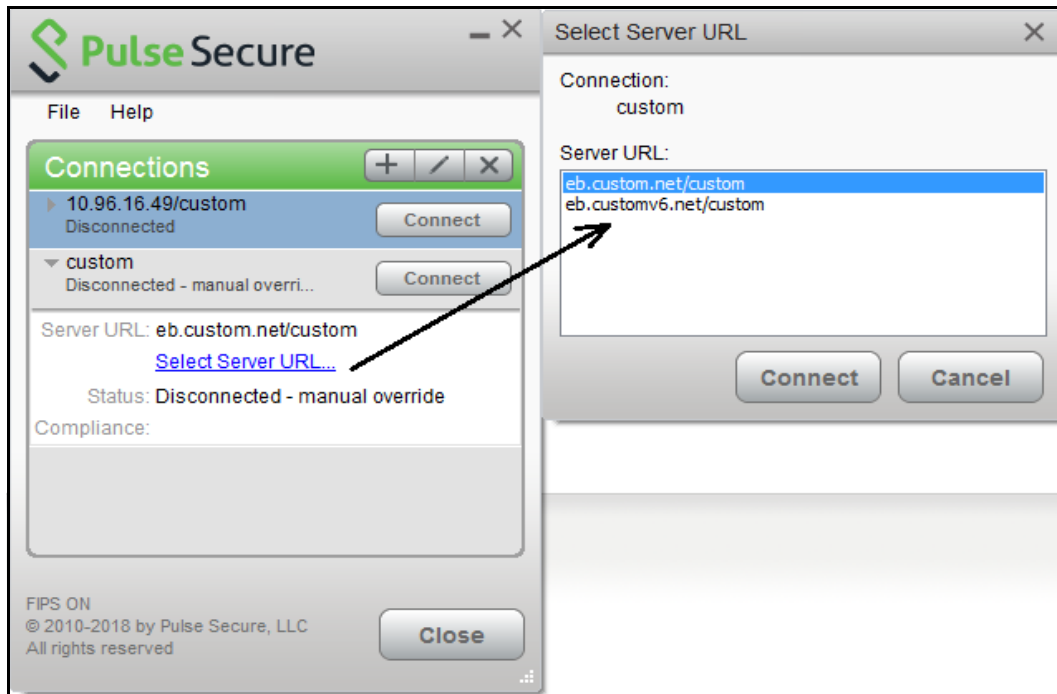 Pulse Secure
File Help
Connections
10.96.16.49/custom
Disconnected
Connect
custom
Disconnected - manual overri...
Connect
Server URL: eb.custom.net/custom
Select Server URL...
Status: Disconnected - manual override
Compliance:
FIPS ON
© 2010-2018 by Pulse Secure, LLC
All rights reserved
Close
Select Server URL
Connection:
custom
Server URL:
eb.custom.net/custom
eb.customv6.net/custom
Connect Cancel